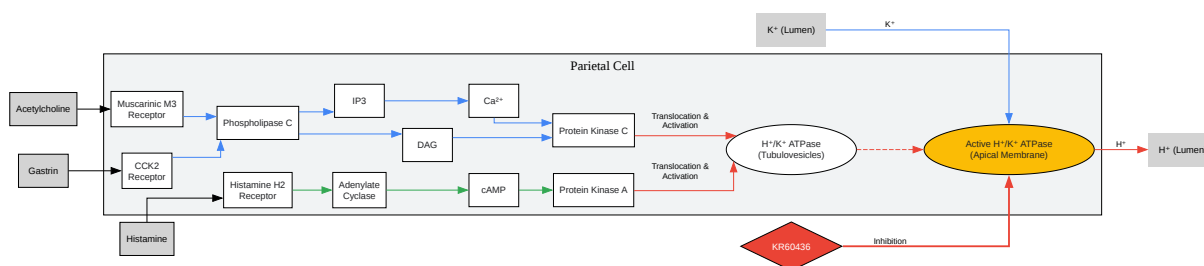 K⁺ (Lumen)
K⁺
Parietal Cell
Acetylcholine
Muscarinic M3
Receptor
Phospholipase C
IP3
Ca²⁺
DAG
Protein Kinase C
Translocation &
Activation
H⁺/K⁺ ATPase
(Tubulovesicles)
Active H⁺/K⁺ ATPase
(Apical Membrane)
H⁺
H⁺ (Lumen
Gastrin
CCK2
Receptor
Histamine H2
Receptor
Adenylate
Cyclase
cAMP
Protein Kinase A
Translocation &
Activation
Histamine
KR60436
Inhibition